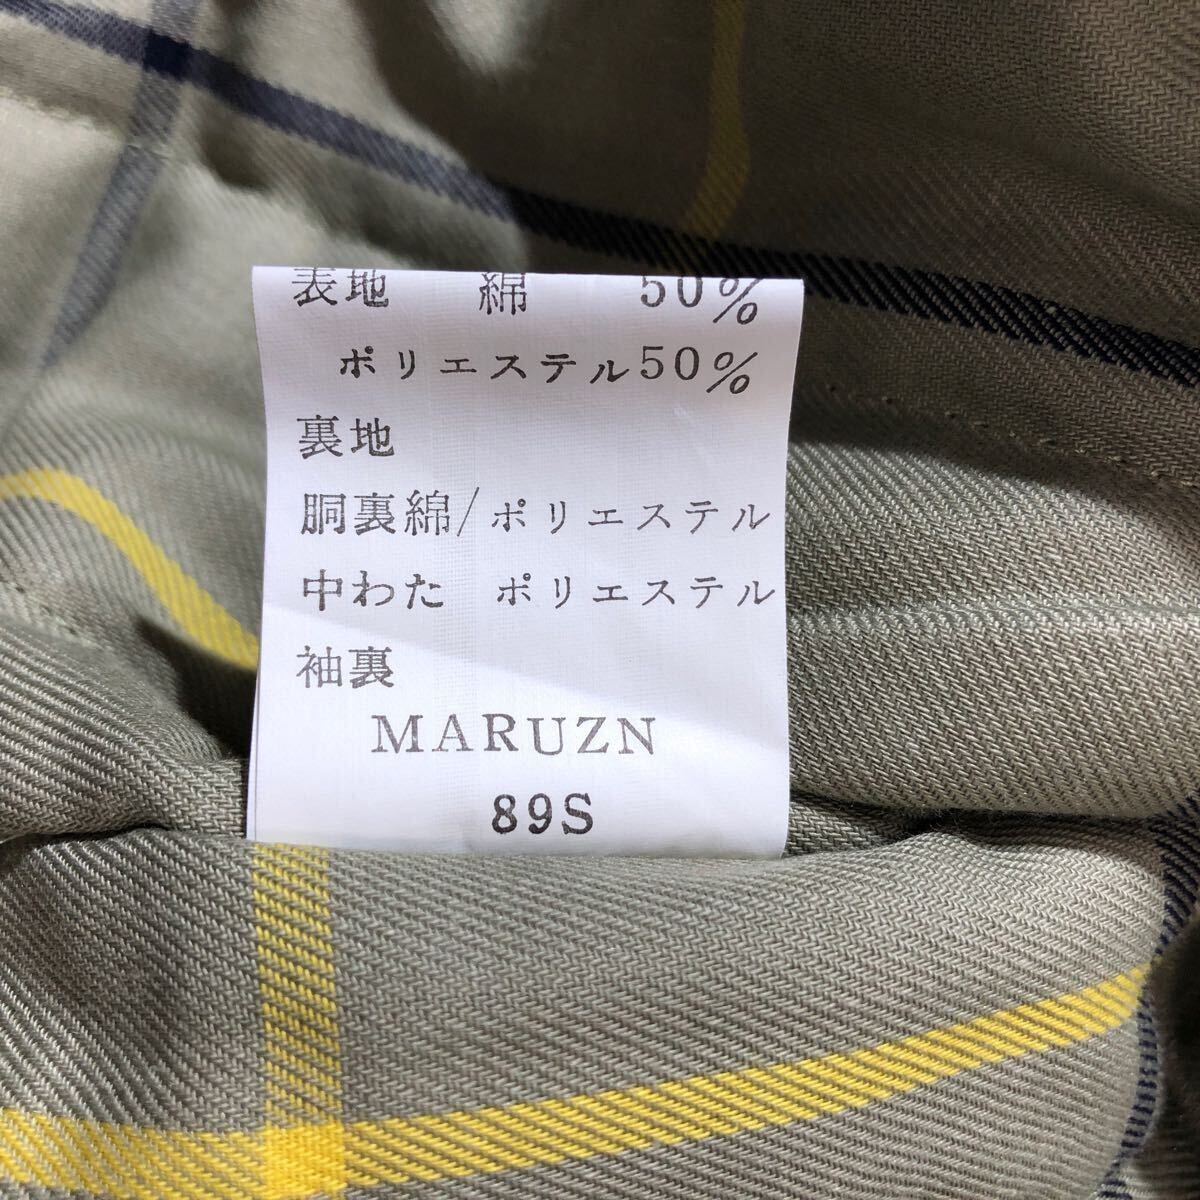 表地 綿 50%
ポリエステル50%
裏地
胴裏綿/ポリエステル
中わた ポリエステル
袖裏
MARUZN
89S